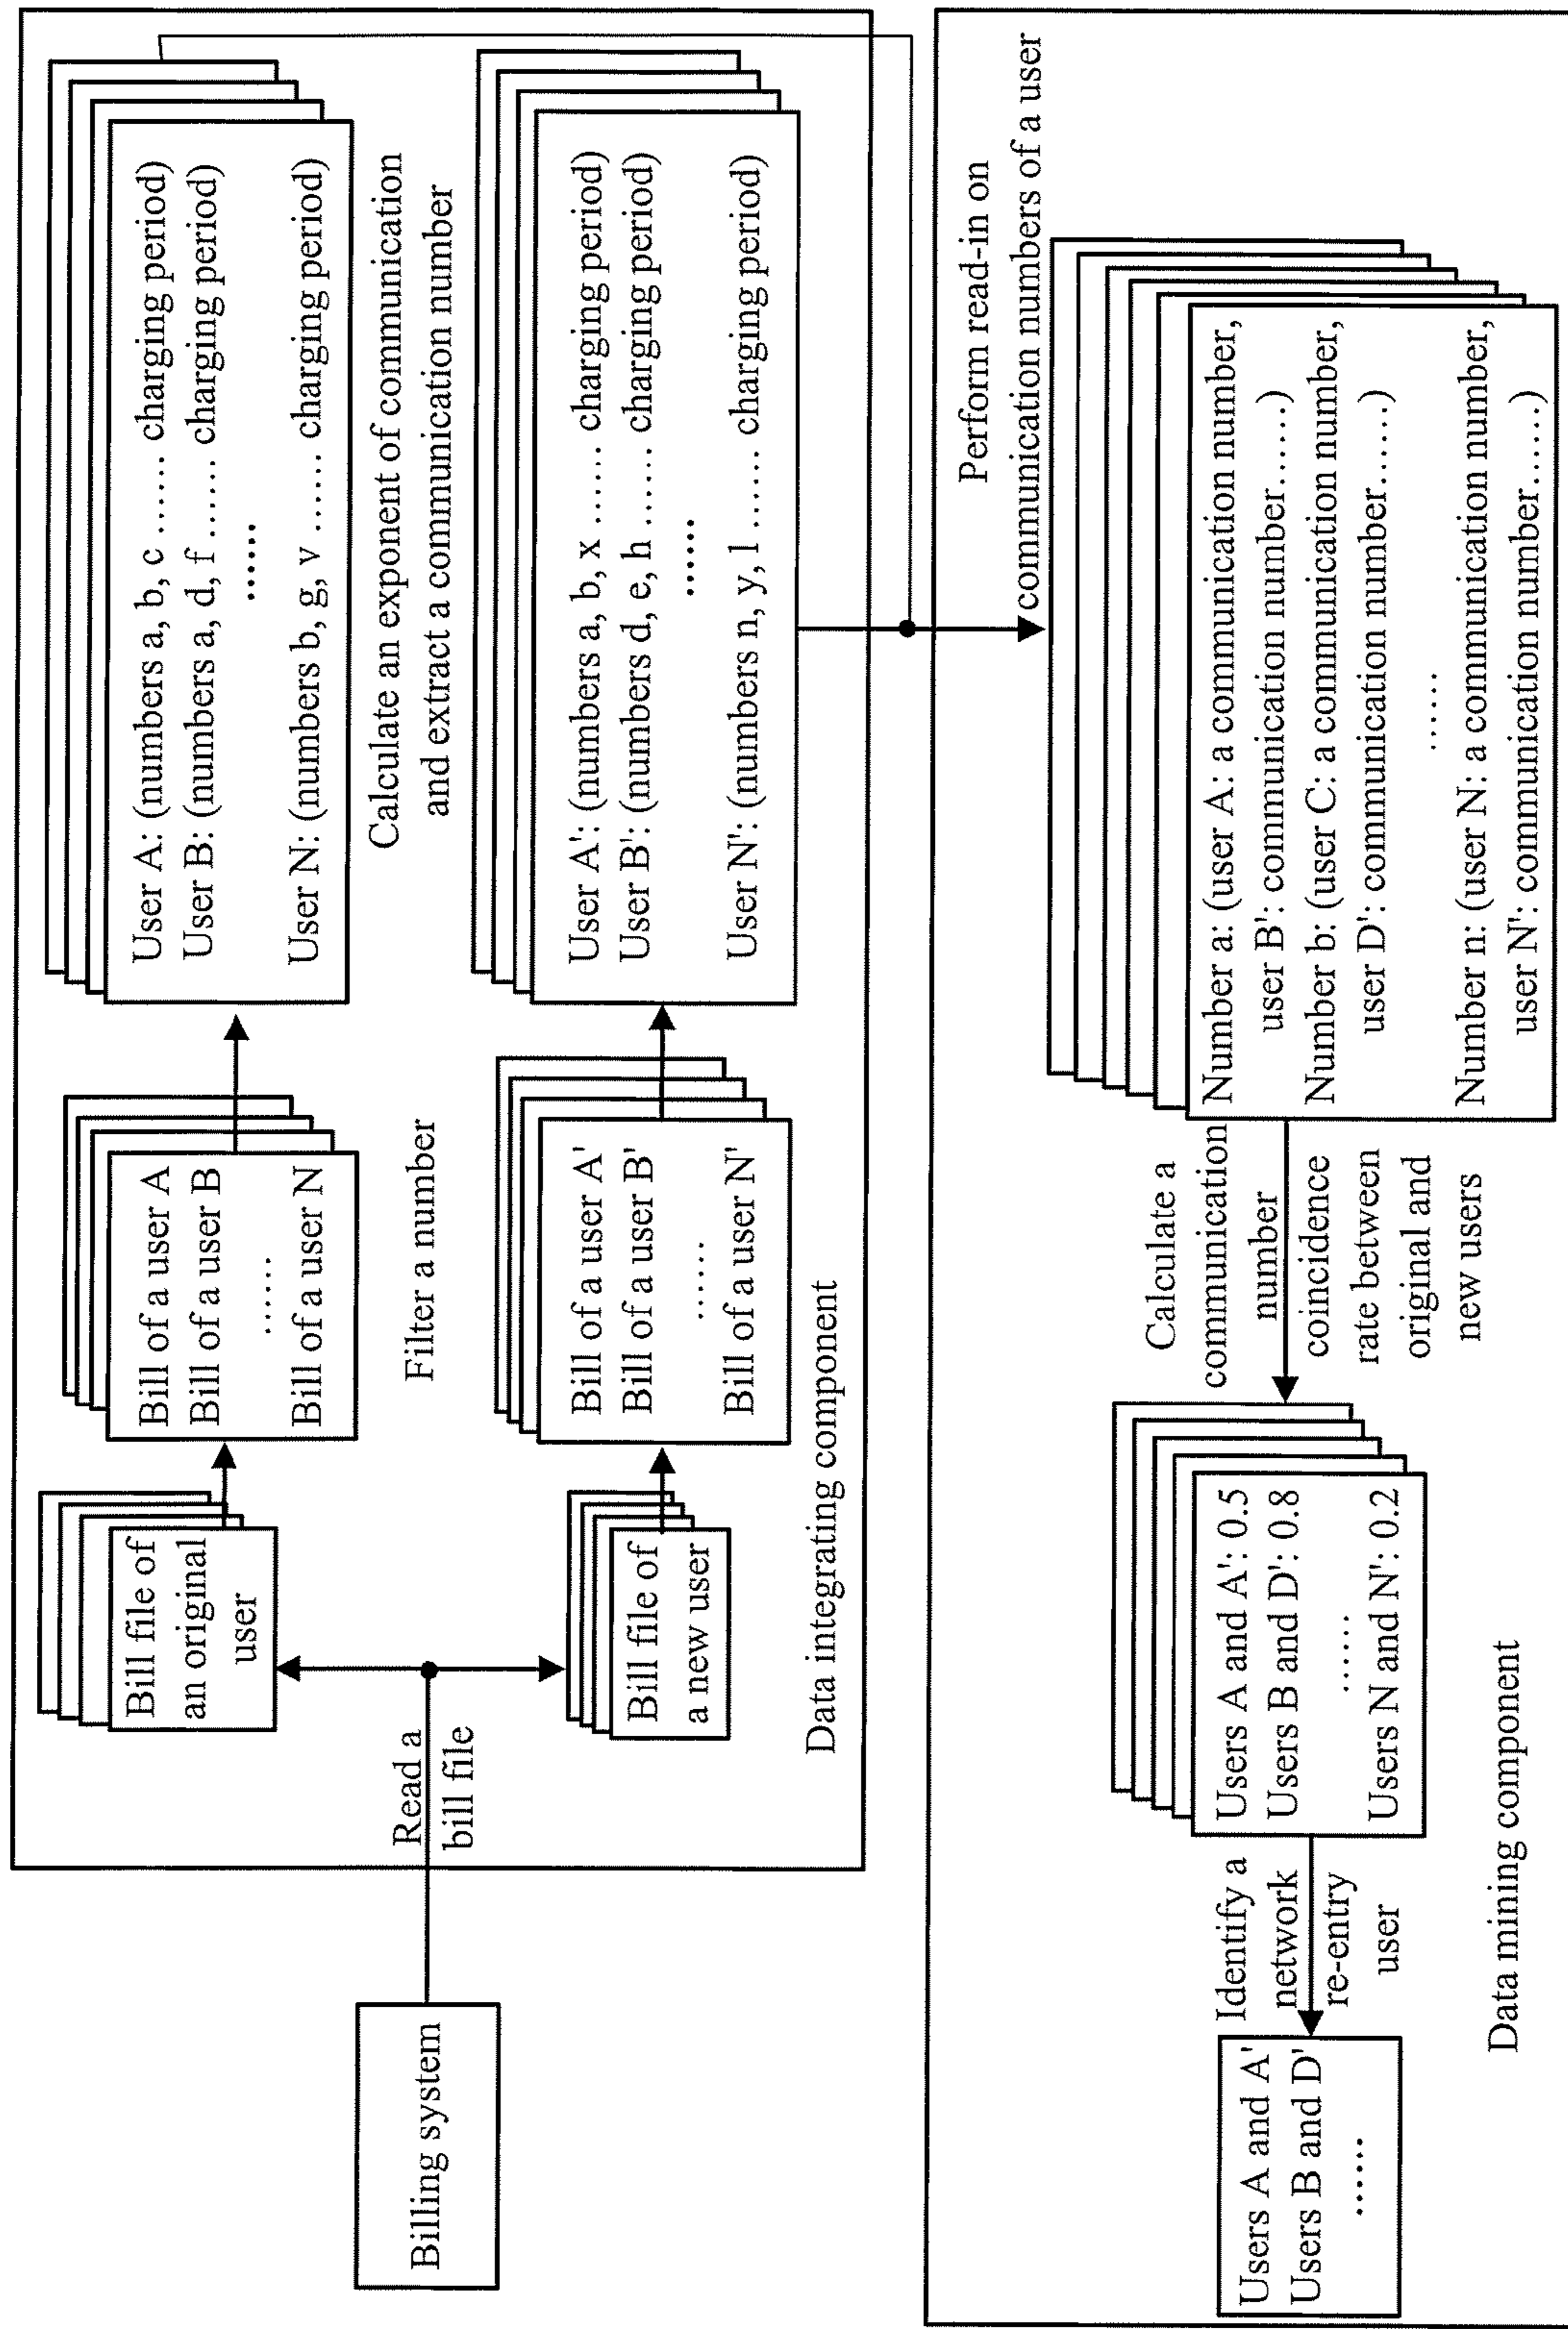 Billing system
Read a
bill file
Bill file of
an original
user
Bill file of
a new user
Bill of a user A
Bill of a user B
......
Bill of a user N
Filter a number
Bill of a user A'
Bill of a user B'
......
Bill of a user N'
User A: (numbers a, b, c ...... charging period)
User B: (numbers a, d, f ...... charging period)
......
User N: (numbers b, g, v ...... charging period)
Calculate an exponent of communication
and extract a communication number
User A': (numbers a, b, x ...... charging period)
User B': (numbers d, e, h ...... charging period)
......
User N': (numbers n, y, l ...... charging period)
Data integrating component
Perform read-in on
communication numbers of a user
Number a: (user A: a communication number,
user B': communication number......)
Number b: (user C: a communication number,
user D': communication number......)
......
Number n: (user N: a communication number,
user N': communication number......)
Calculate a
communication
number
coincidence
rate between
original and
new users
Users A and A': 0.5
Users B and D': 0.8
......
Users N and N': 0.2
Identify a
network
re-entry
user
Users A and A'
Users B and D'
......
Data mining component